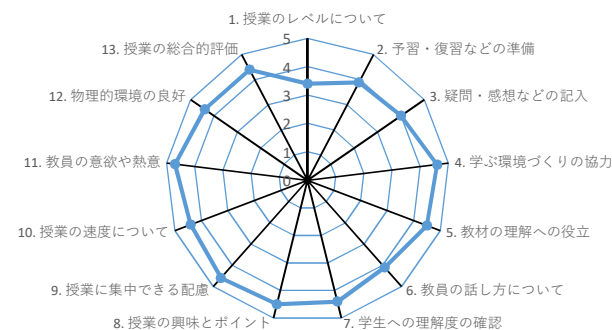 1. 授業のレベルについて
2. 予習・復習などの準備
3. 疑問・感想などの記入
4. 学ぶ環境づくりの協力
5. 教材の理解への役立
6. 教員の話し方について
7. 学生への理解度の確認
8. 授業の興味とポイント
9. 授業に集中できる配慮
10. 授業の速度について
11. 教員の意欲や熱意
12. 物理的環境の良好
13. 授業の総合的評価
5
4
3
2
1
0